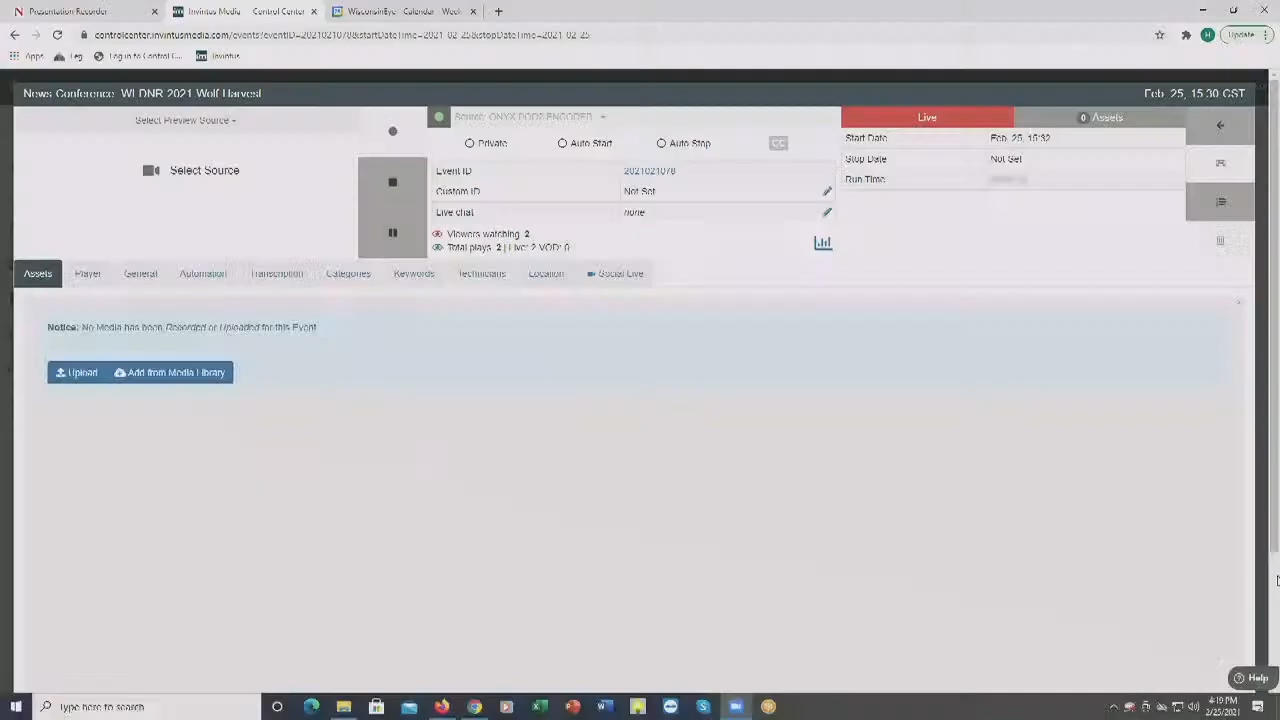 Presentation Recorder
Invintus Media - Control Center
WisconsinEye - Calendar - Week
controlcenter.invintusmedia.com/events?eventID=2021021078&startDateTime=2021-02-25&stopDateTime=2021-02-25
Update
Apps
Leg
Log in to Control C...
Invintus
News Conference: WI DNR 2021 Wolf Harvest
Feb. 25, 15:30 CST
Select Preview Source
Select Source
Source: ONYX POD2 ENCODER
Private
Auto Start
Auto Stop
CC
Event ID 2021021078
Custom ID Not Set
Live chat none
Viewers watching: 2
Total plays: 2 | Live: 2 VOD: 0
Live
0 Assets
Start Date Feb. 25, 15:32
Stop Date Not Set
Run Time
Assets Player General Automation Transcription Categories Keywords Technicians Location Social Live
Notice: No Media has been Recorded or Uploaded for this Event
Upload Add from Media Library
Help
Type here to search
4:19 PM
2/25/2021